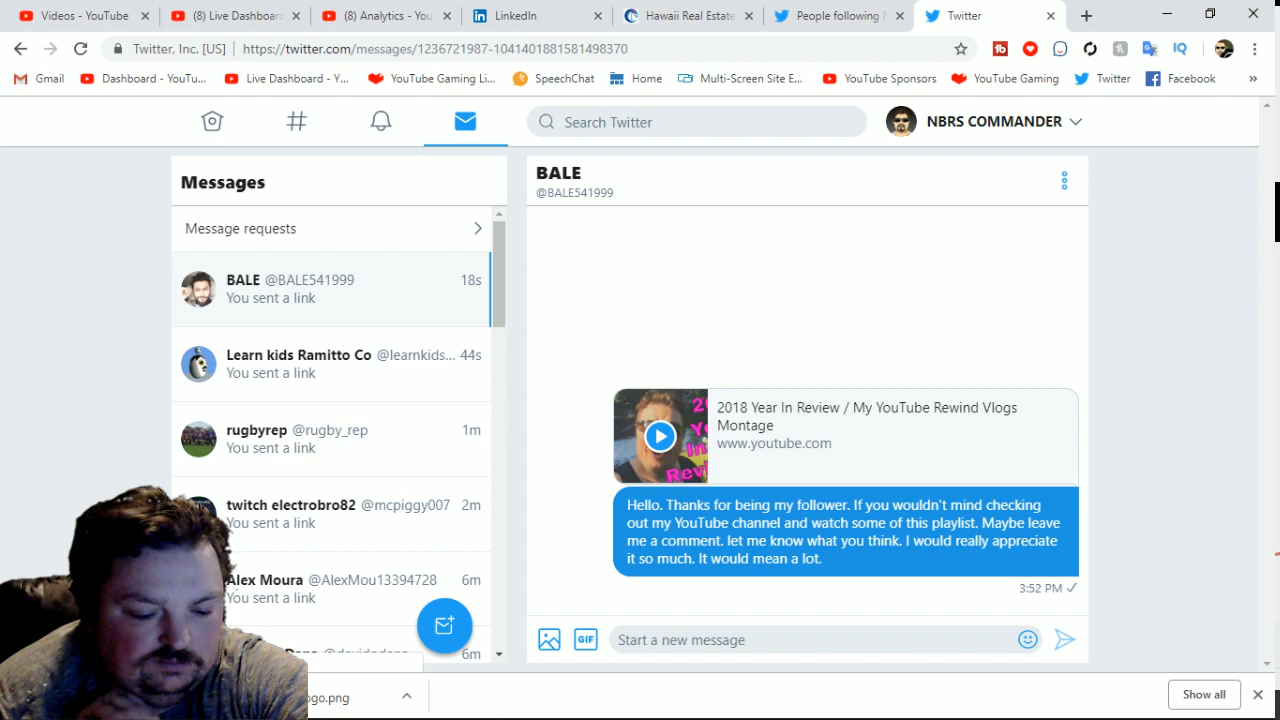 Videos - YouTube
(8) Live Dashboar
(8) Analytics - You
LinkedIn
Hawaii Real Estate
People following
Twitter
Twitter, Inc. [US]
https://twitter.com/messages/1236721987-1041401881581498370
Gmail
Dashboard - YouTu...
Live Dashboard - Y...
YouTube Gaming Li...
SpeechChat
Home
Multi-Screen Site E...
YouTube Sponsors
YouTube Gaming
Twitter
Facebook
»
Search Twitter
NBRS COMMANDER
Messages
Message requests
BALE @BALE541999 18s
You sent a link
Learn kids Ramitto Co @learnkids... 44s
You sent a link
rugbyrep @rugby_rep 1m
You sent a link
twitch electrobro82 @mcpiggy007 2m
You sent a link
Alex Moura @AlexMou13394728 6m
You sent a link
6m
BALE
@BALE541999
2018 Year In Review / My YouTube Rewind Vlogs
Montage
www.youtube.com
Hello. Thanks for being my follower. If you wouldn't mind checking
out my YouTube channel and watch some of this playlist. Maybe leave
me a comment. let me know what you think. I would really appreciate
it so much. It would mean a lot.
3:52 PM
GIF
Start a new message
ogo.png
Show all